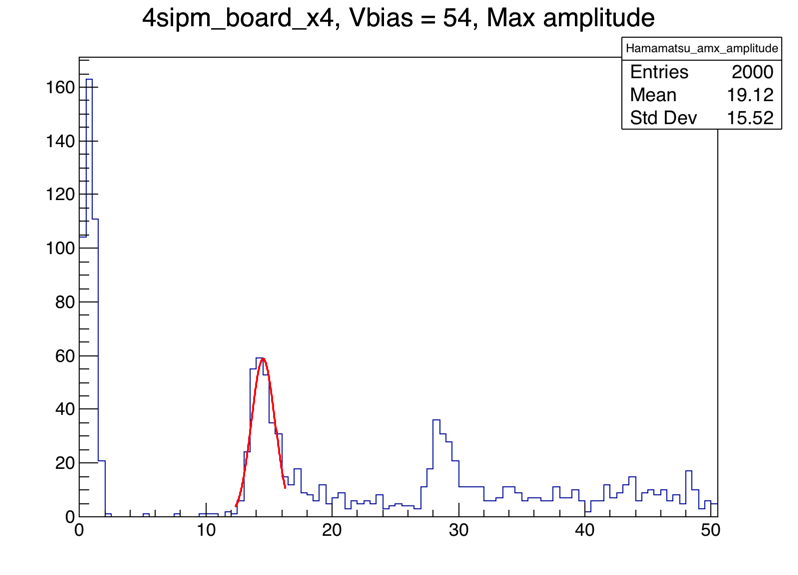 4sipm_board_x4, Vbias = 54, Max amplitude
Hamamatsu_amx_amplitude
Entries 2000
Mean 19.12
Std Dev 15.52
160
140
120
100
80
60
40
20
0
0 10 20 30 40 50